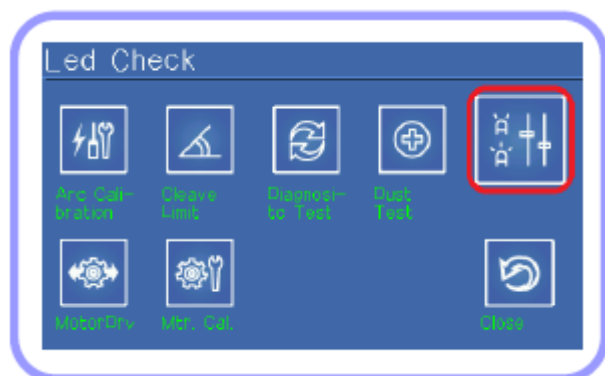 Led Check
Arc Cali-
bration
Cleave
Limit
Diagnosi-
tc Test
Dust
Test
MotorDrv
Mtr. Cal.
Close